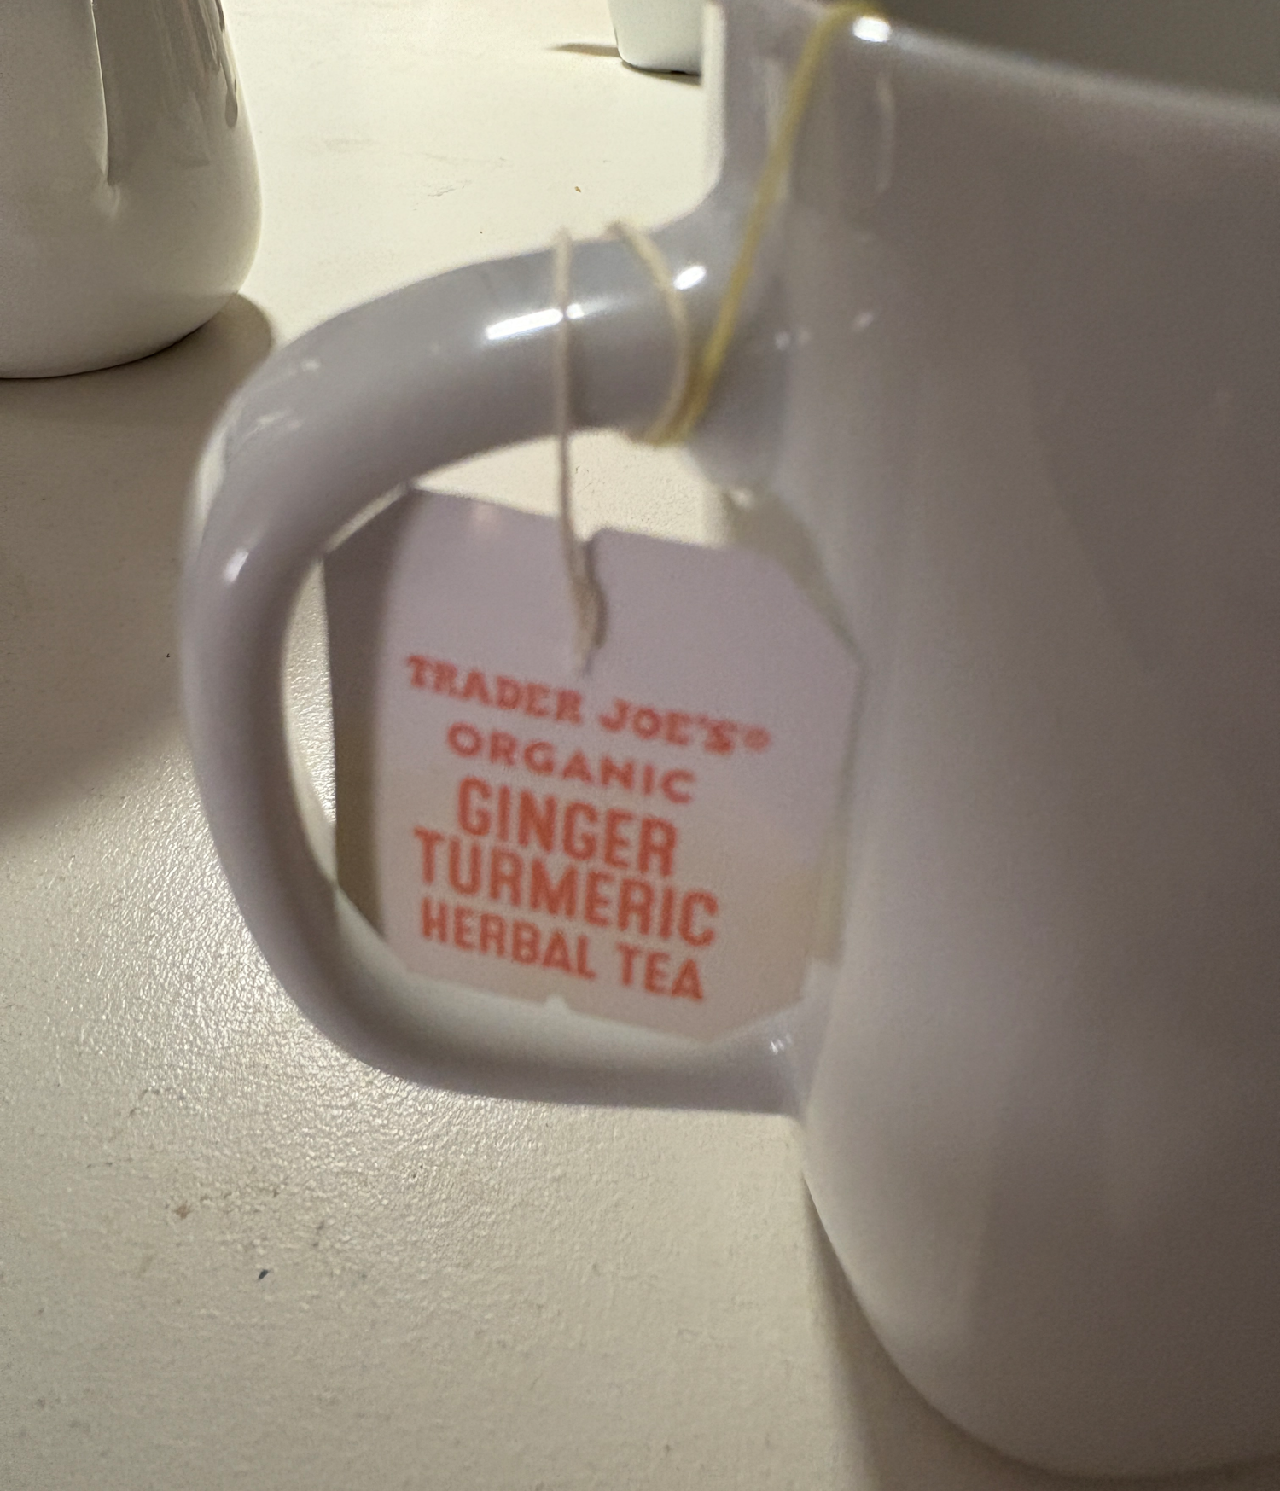 TRADER JOE'S®
ORGANIC
GINGER
TURMERIC
HERBAL TEA